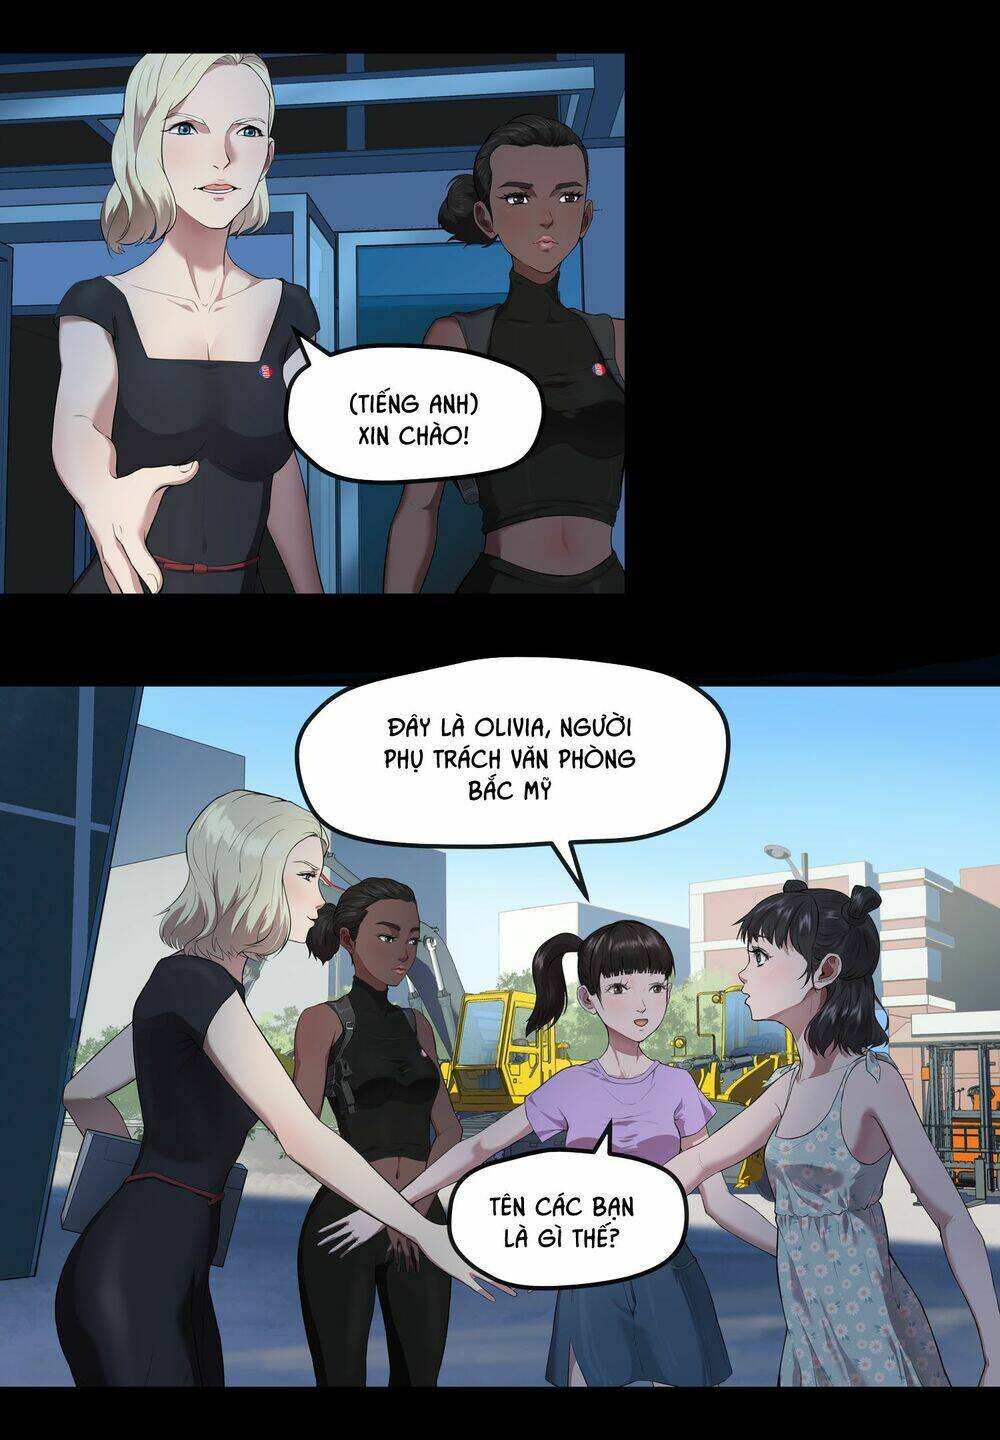 (TIẾNG ANH)
XIN CHÀO!
ĐÂY LÀ OLIVIA, NGƯỜI
PHỤ TRÁCH VĂN PHÒNG
BẮC MỸ
TÊN CÁC BẠN
LÀ GÌ THẾ?